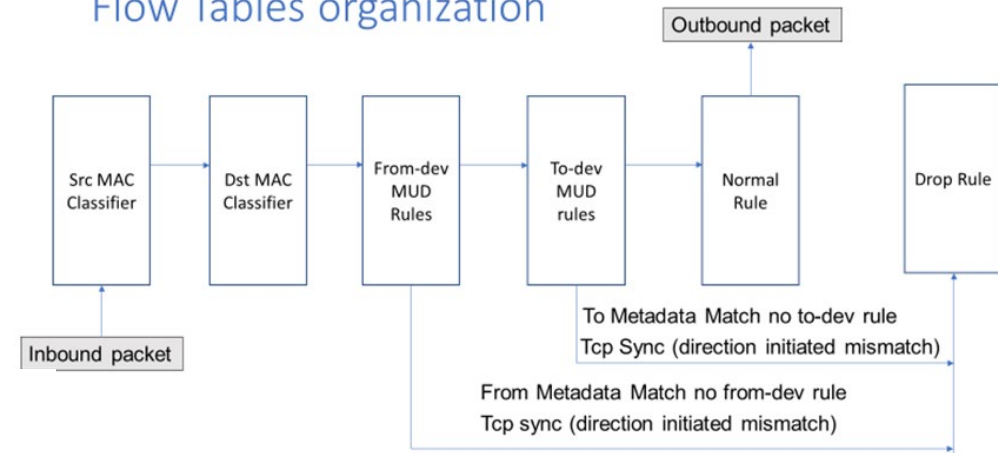 Flow Tables organization
Outbound packet
Src MAC
Classifier
Dst MAC
Classifier
From-dev
MUD
Rules
To-dev
MUD
rules
Normal
Rule
Drop Rule
Inbound packet
To Metadata Match no to-dev rule
Tcp Sync (direction initiated mismatch)
From Metadata Match no from-dev rule
Tcp sync (direction initiated mismatch)